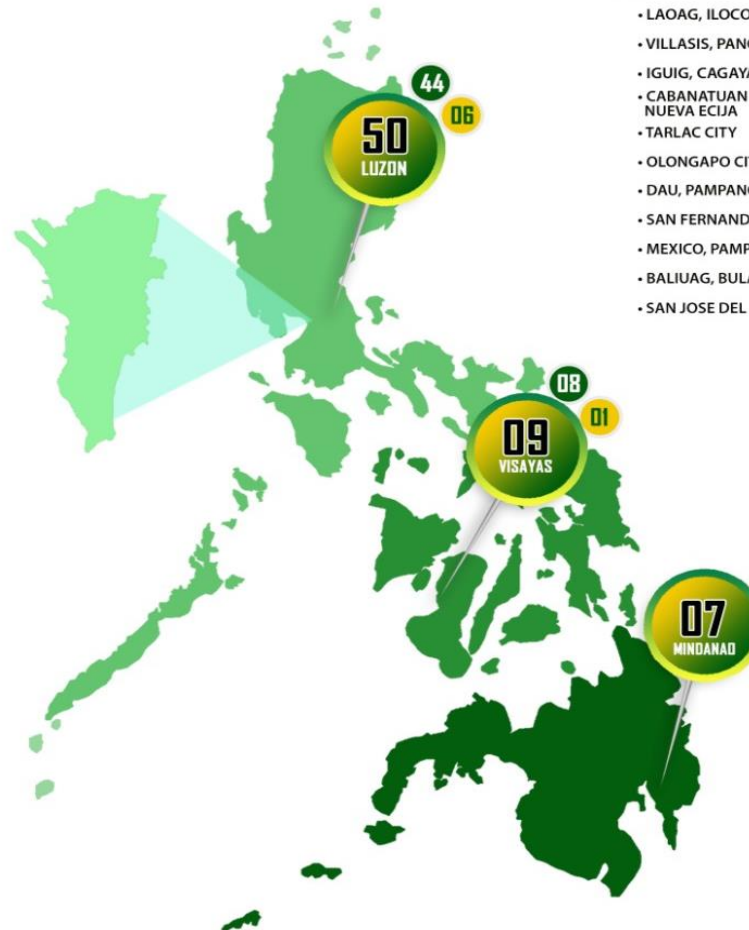 • LAOAG, ILOCO
• VILLASIS, PANG
• IGUIG, CAGAYA
• CABANATUAN
NUEVA ECIJA
• TARLAC CITY
• OLONGAPO CI
• DAU, PAMPANG
• SAN FERNAND
• MEXICO, PAMP
• BALIUAG, BULA
• SAN JOSE DEL
44
06
50
LUZON
08
01
09
VISAYAS
07
MINDANAO